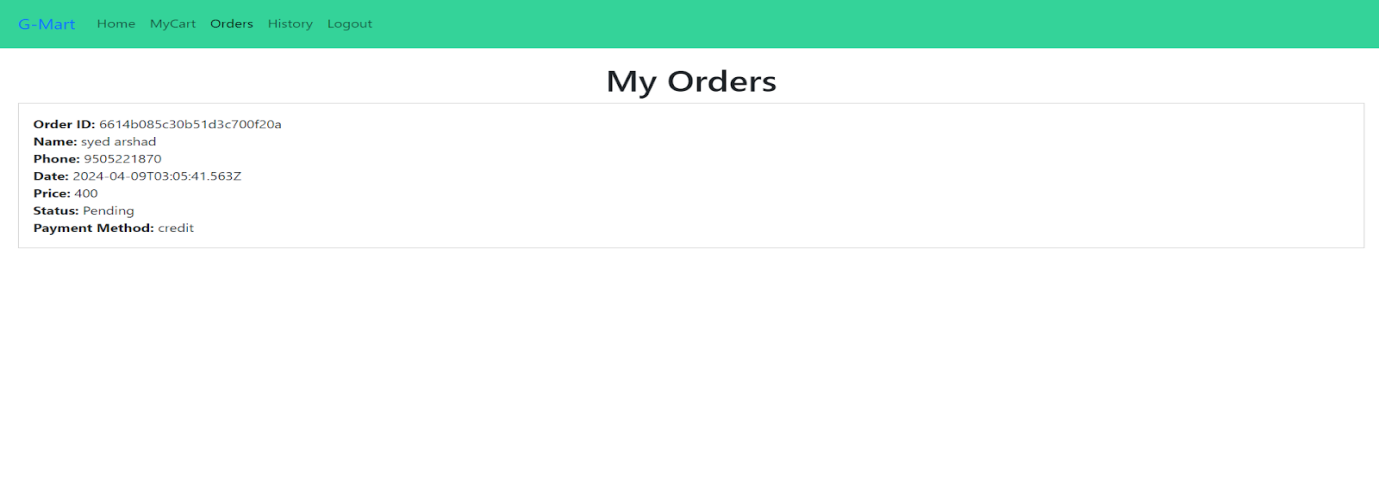 G-Mart Home MyCart Orders History Logout
My Orders
Order ID: 6614b085c30b51d3c700f20a
Name: syed arshad
Phone: 9505221870
Date: 2024-04-09T03:05:41.563Z
Price: 400
Status: Pending
Payment Method: credit